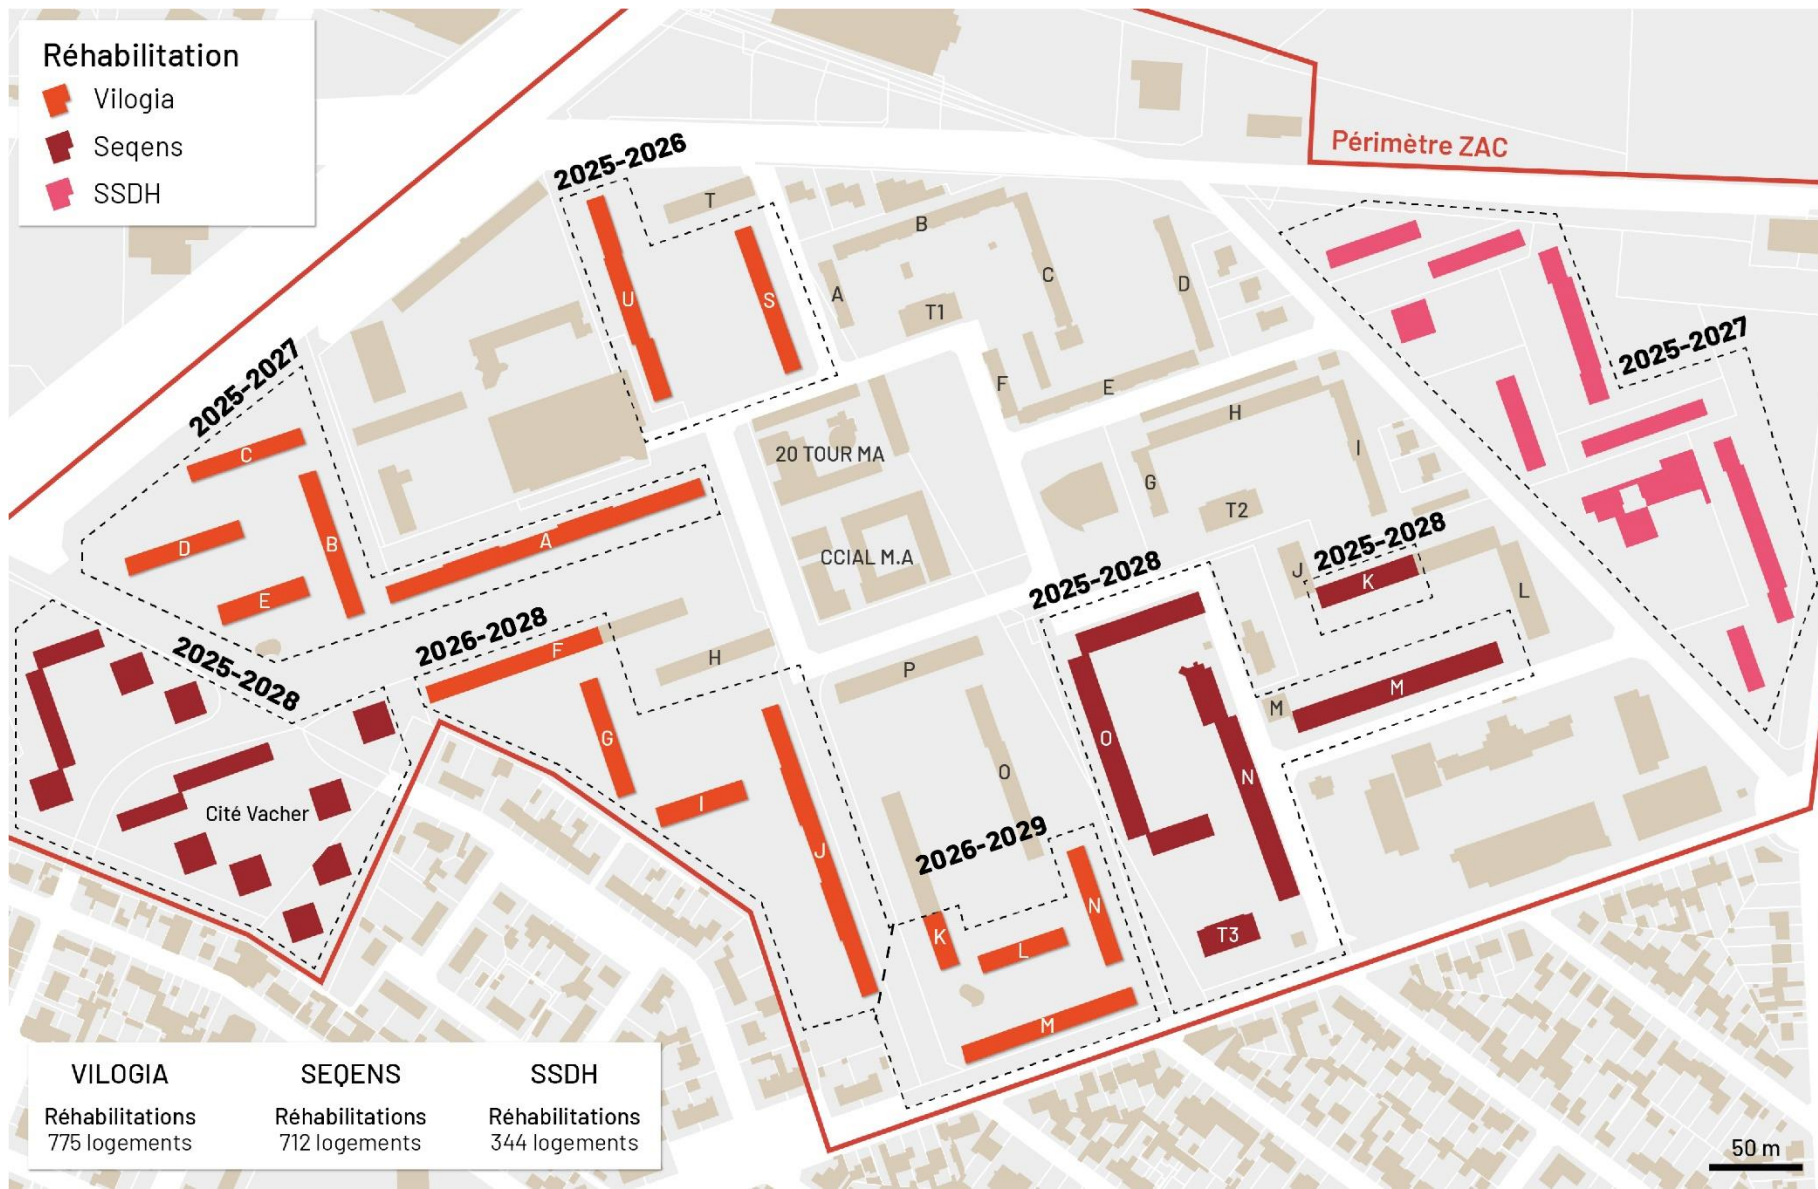 Réhabilitation
Vilogia
Seqens
SSDH
Périmètre ZAC
2025-2026
T
U
S
B
A
T1
C
D
F
E
2025-2027
C
D
B
E
A
20 TOUR MA
CCIAL M.A
H
G
I
T2
2025-2027
2025-2028
J
K
L
M
M
2025-2028
O
N
T3
2026-2028
F
H
G
I
J
P
O
2025-2028
Cité Vacher
2026-2029
K
L
N
M
VILOGIA
Réhabilitations
775 logements
SEQENS
Réhabilitations
712 logements
SSDH
Réhabilitations
344 logements
50 m